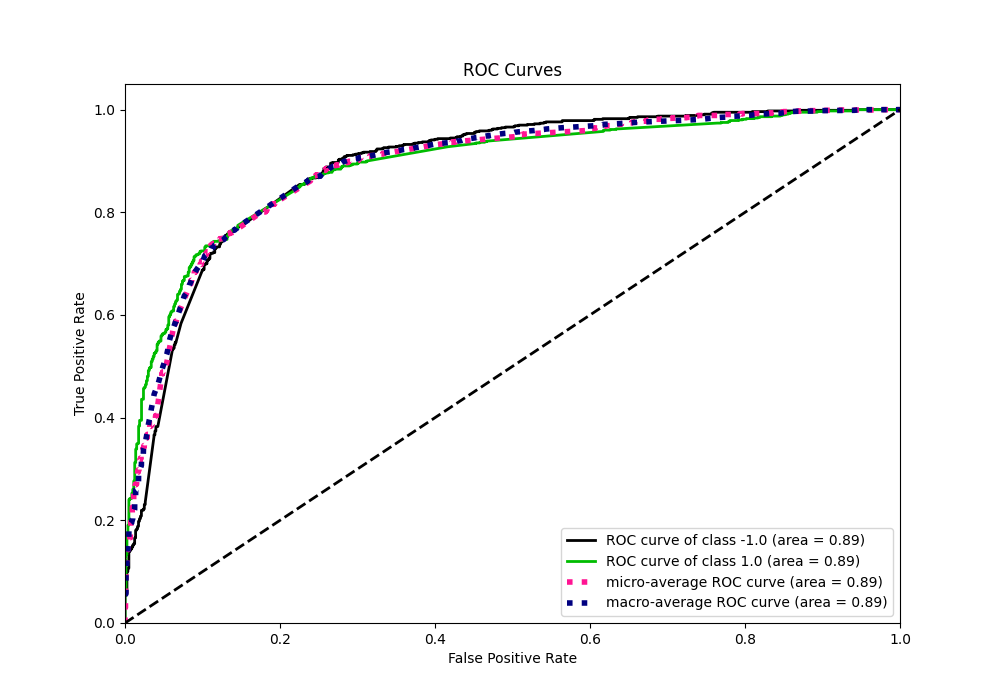 ROC Curves
True Positive Rate
1.0
0.8
0.6
0.4
0.2
0.0
0.0 0.2 0.4 0.6 0.8 1.0
False Positive Rate
ROC curve of class -1.0 (area = 0.89)
ROC curve of class 1.0 (area = 0.89)
micro-average ROC curve (area = 0.89)
macro-average ROC curve (area = 0.89)